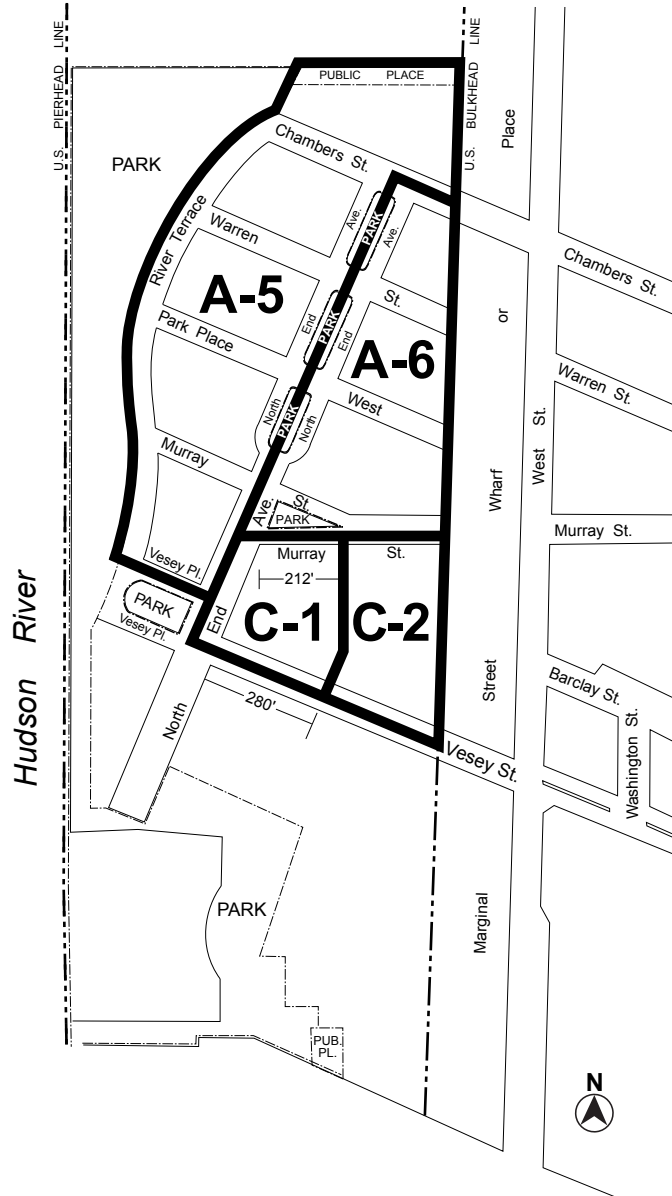 U.S. PIERHEAD LINE
U.S. BULKHEAD LINE
PUBLIC PLACE
Place
PARK
Chambers St.
Ave.
PARK
Ave.
River Terrace
Warren
Chambers St.
A-5
St.
or
End
PARK
End
Park Place
A-6
Warren St.
North
PARK
North
West
West St.
Murray
Wharf
Ave.
St.
PARK
Murray St.
Vesey Pl.
Murray St.
212'
PARK
Vesey Pl.
End
C-1
C-2
Hudson River
Street
Barclay St.
280'
North
Vesey St.
Washington St.
PARK
Marginal
PUB.
PL.
N